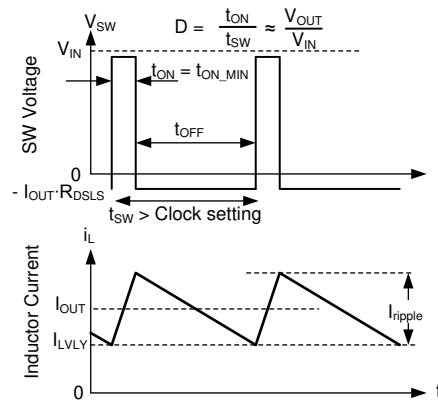 V_SW
D = t_ON / t_SW ≈ V_OUT / V_IN
V_IN
t_ON = t_ON_MIN
SW Voltage
t_OFF
0
- I_OUT·R_DSLS
t_SW > Clock setting
i_L
Inductor Current
I_OUT
I_ripple
I_LVLY
0
t